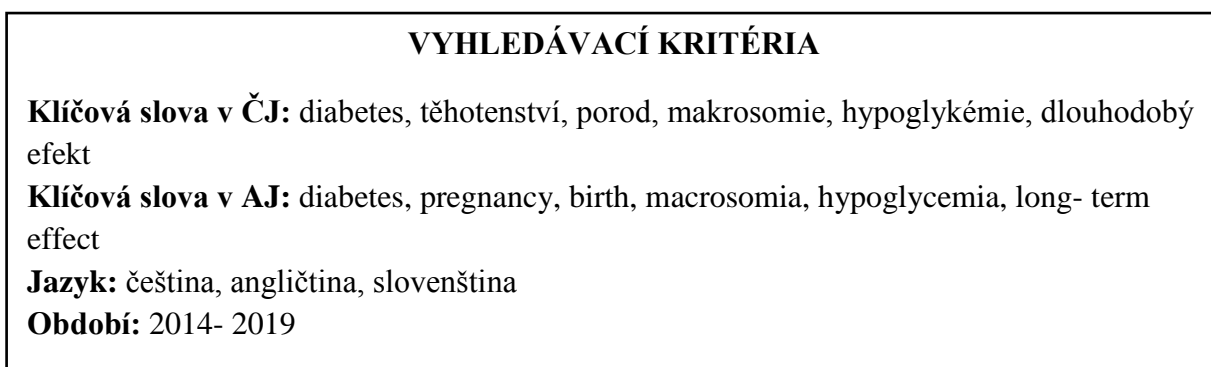 VYHLEDÁVACÍ KRITÉRIA
Klíčová slova v ČJ: diabetes, těhotenství, porod, makrosomie, hypoglykémie, dlouhodobý
efekt
Klíčová slova v AJ: diabetes, pregnancy, birth, macrosomia, hypoglycemia, long- term
effect
Jazyk: čeština, angličtina, slovenština
Období: 2014- 2019